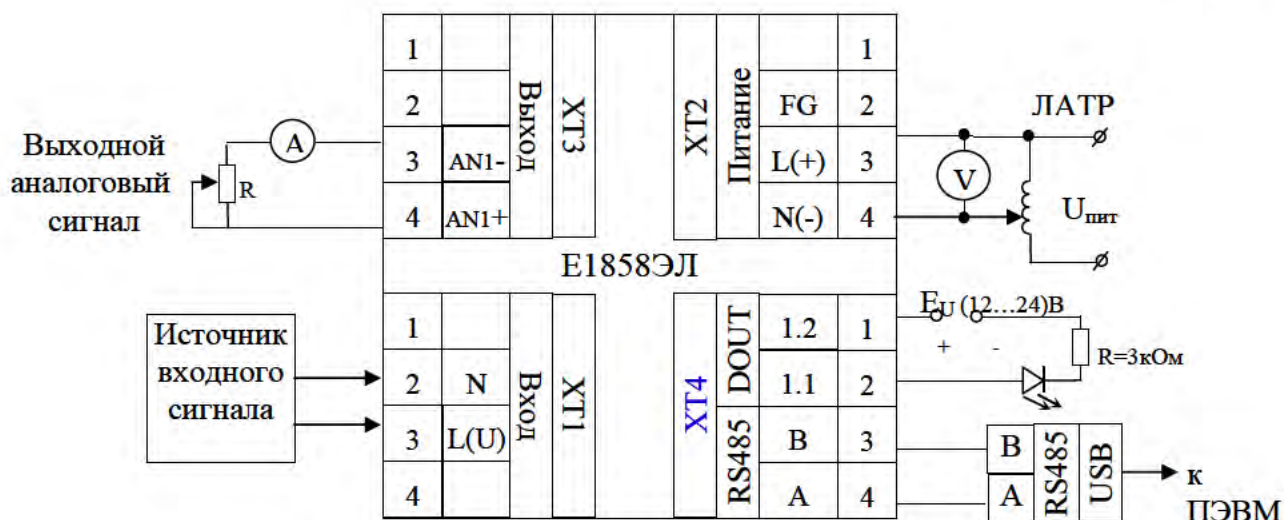 1
2
3 AN1-
4 AN1+
Выход
XT3
XT2
Питание
1
FG 2
L(+) 3
N(-) 4
Выходной
аналоговый
сигнал
A
R
V
ЛАТР
Uпит
E1858ЭЛ
Источник
входного
сигнала
1
2 N
3 L(U)
4
Вход
XT1
XT4
DOUT
RS485
1.2 1
1.1 2
B 3
A 4
EU (12...24)В
+ -
R=3кОм
B
A
RS485
USB
к
ПЭВМ